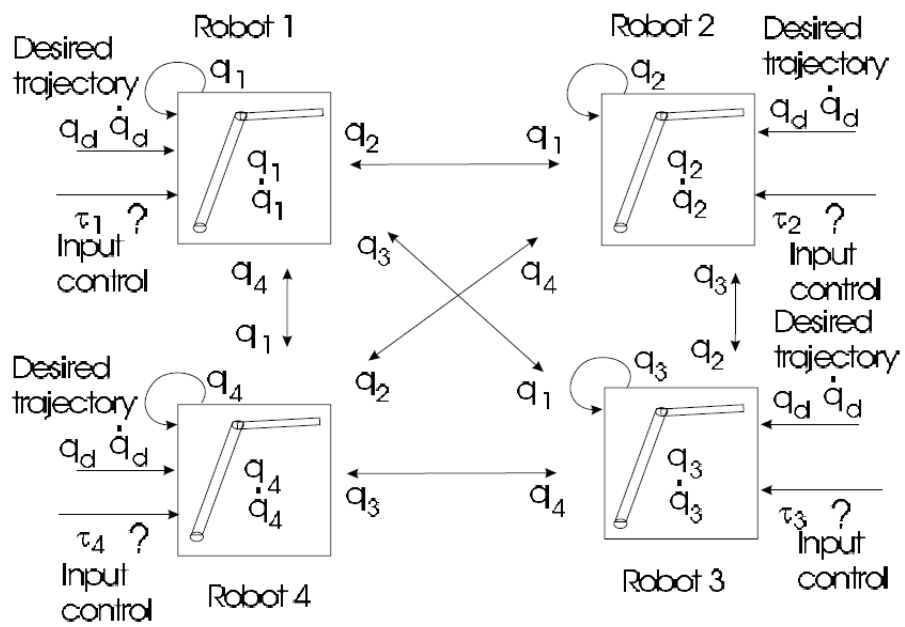 Robot 1
Desired trajectory
q̇d
qd
q1
q1
q̇1
τ1 ?
Input control
q2
q1
q3
q4
q4
q1
Robot 2
Desired trajectory
q̇d
qd
q2
q2
q̇2
τ2 ?
Input control
q4
q3
q2
q2
q1
Robot 4
Desired trajectory
q̇d
qd
q4
q4
q̇4
τ4 ?
Input control
q3
q4
Robot 3
Desired trajectory
q̇d
qd
q3
q3
q̇3
τ3 ?
Input control